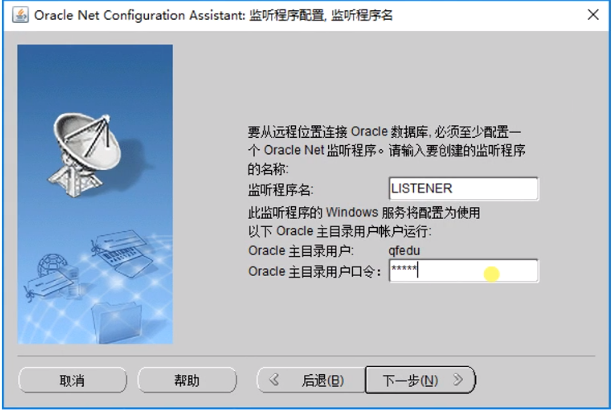 Oracle Net Configuration Assistant: 监听程序配置, 监听程序名
要从远程位置连接 Oracle 数据库, 必须至少配置一
个 Oracle Net 监听程序。请输入要创建的监听程序
的名称:
监听程序名: LISTENER
此监听程序的 Windows 服务将配置为使用
以下 Oracle 主目录用户帐户运行:
Oracle 主目录用户: qfedu
Oracle 主目录用户口令: *****
取消 帮助 后退(B) 下一步(N)